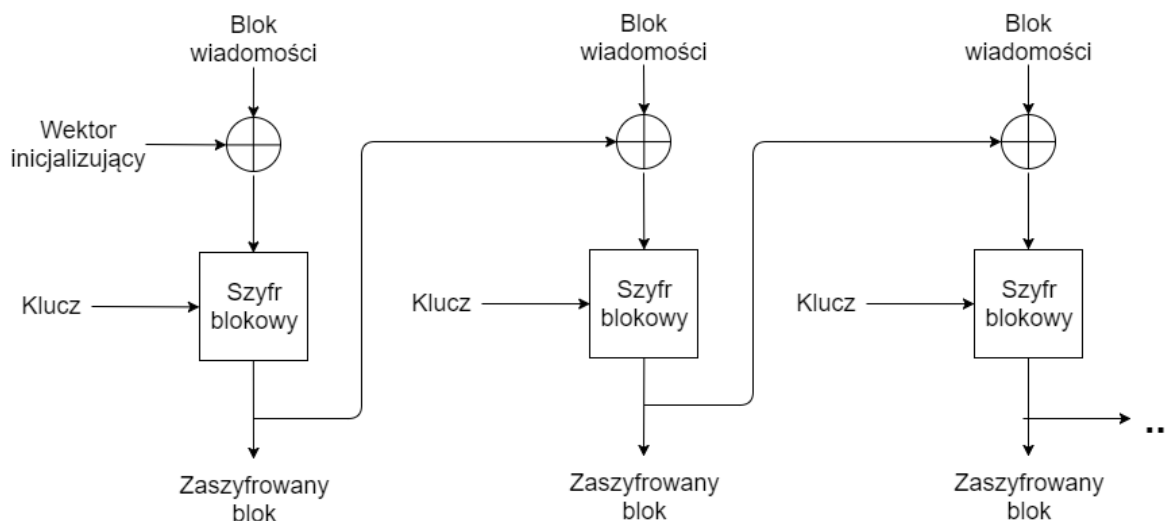 Blok
wiadomości
Blok
wiadomości
Blok
wiadomości
Wektor
inicjalizujący
Klucz
Szyfr
blokowy
Klucz
Szyfr
blokowy
Klucz
Szyfr
blokowy
..
Zaszyfrowany
blok
Zaszyfrowany
blok
Zaszyfrowany
blok